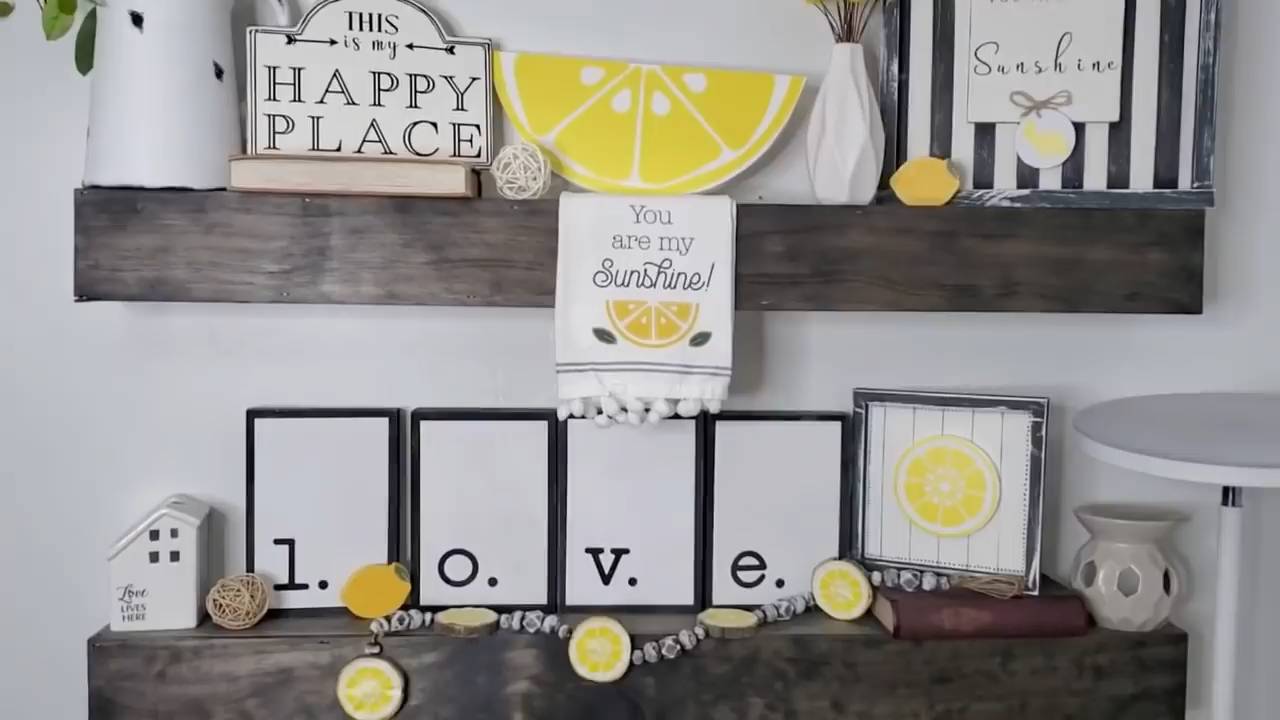 THIS
is my
HAPPY
PLACE
Sunshine
You
are my
Sunshine!
l.
o.
v.
e.
Love
LIVES
HERE